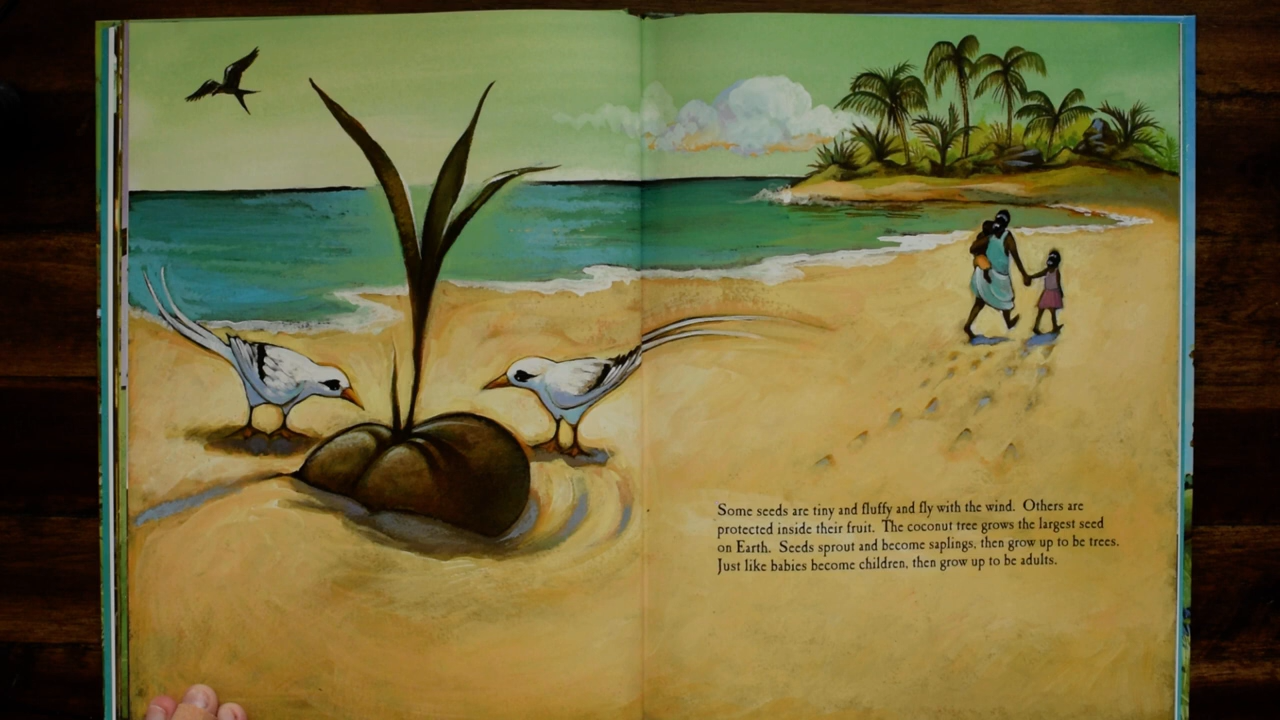 Some seeds are tiny and fluffy and fly with the wind.  Others are
protected inside their fruit.  The coconut tree grows the largest seed
on Earth.  Seeds sprout and become saplings, then grow up to be trees.
Just like babies become children, then grow up to be adults.